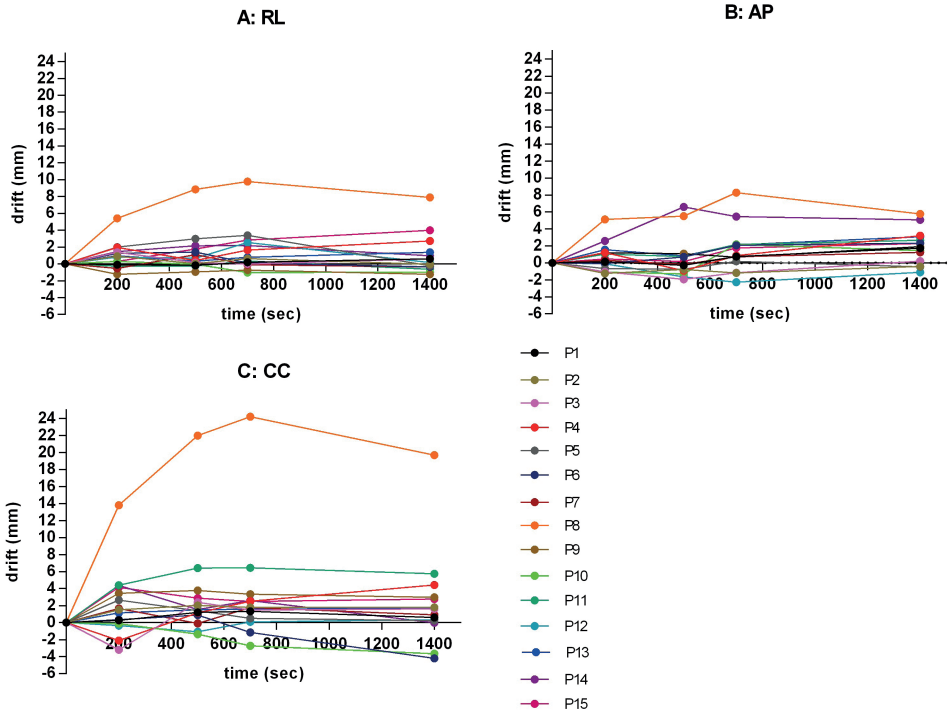 A: RL
24
22
20
18
16
14
12
10
8
6
4
2
0
-2
-4
-6
drift (mm)
200 400 600 800 1000 1200 1400
time (sec)
B: AP
24
22
20
18
16
14
12
10
8
6
4
2
0
-2
-4
-6
drift (mm)
200 400 600 800 1000 1200 1400
time (sec)
C: CC
24
22
20
18
16
14
12
10
8
6
4
2
0
-2
-4
-6
drift (mm)
200 400 600 800 1000 1200 1400
time (sec)
P1
P2
P3
P4
P5
P6
P7
P8
P9
P10
P11
P12
P13
P14
P15